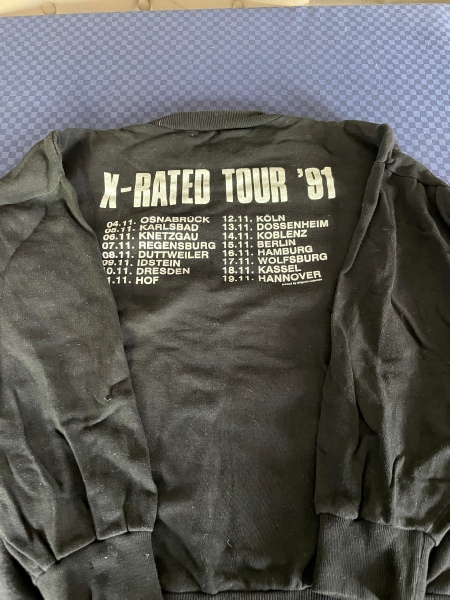 X-RATED TOUR '91
04.11. OSNABRÜCK
05.11. KARLSBAD
06.11. KNETZGAU
07.11. REGENSBURG
08.11. DUTTWEILER
09.11. IDSTEIN
10.11. DRESDEN
1.11. HOF
12.11. KÖLN
13.11. DOSSENHEIM
14.11. KOBLENZ
15.11. BERLIN
16.11. HAMBURG
17.11. WOLFSBURG
18.11. KASSEL
19.11. HANNOVER